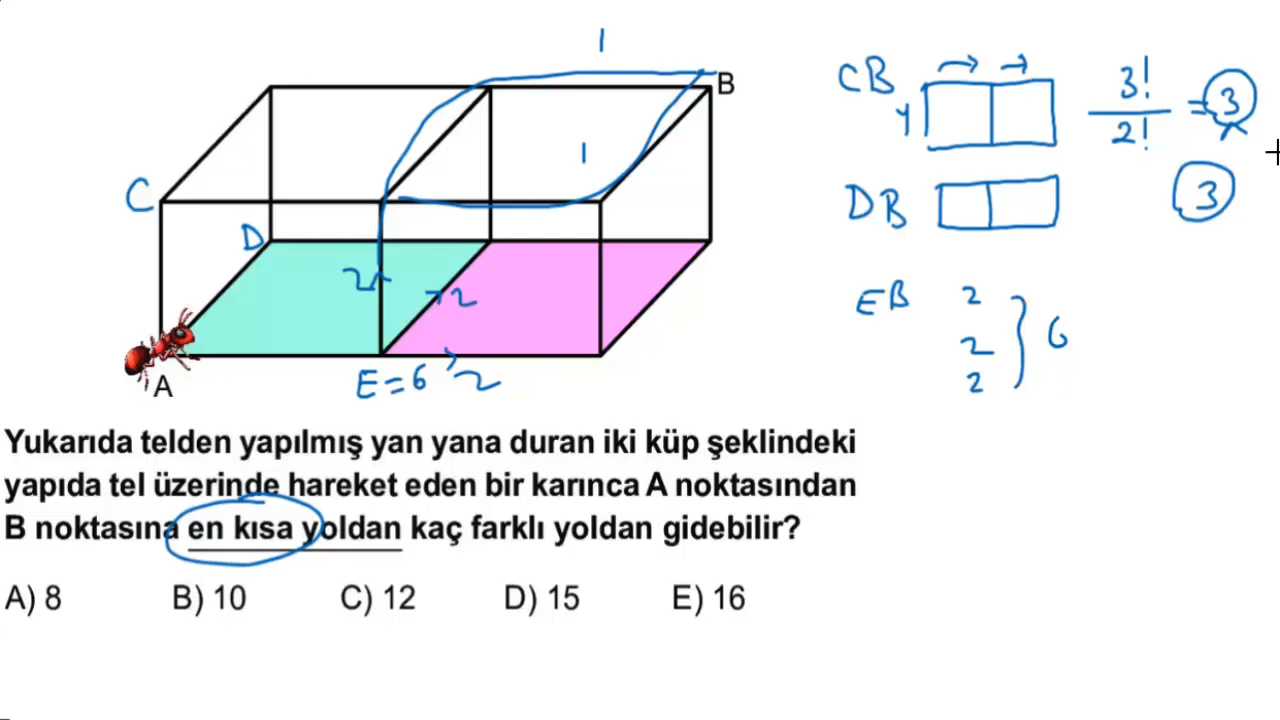 1
B
CB
3!
2!
= 3
4
1
C
3
D
DB
2
2
EB
2
2
2
6
E=6
2
A
Yukarıda telden yapılmış yan yana duran iki küp şeklindeki
yapıda tel üzerinde hareket eden bir karınca A noktasından
B noktasına en kısa yoldan kaç farklı yoldan gidebilir?
A) 8 B) 10 C) 12 D) 15 E) 16